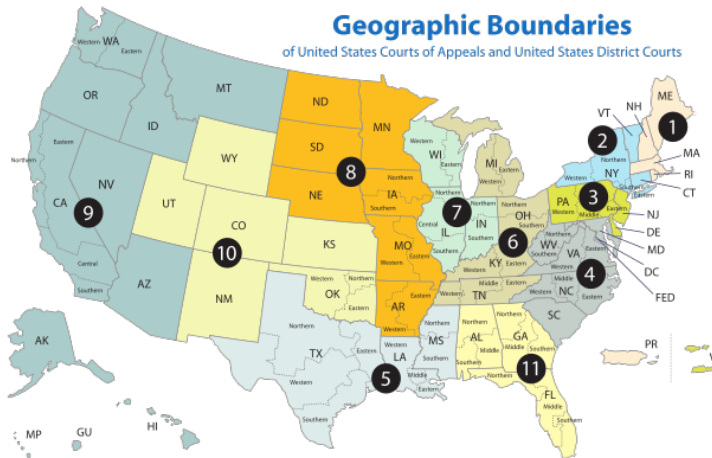 Geographic Boundaries
of United States Courts of Appeals and United States District Courts
WA
Western
Eastern
MT
ND
OR
ID
MN
SD
WY
8
NE
IA
Northern
Southern
WI
Western
Eastern
MI
Northern
Western
Eastern
VT
NH
ME
1
2
MA
RI
CT
NY
Northern
Western
Southern
Eastern
3
PA
Western
Middle
Eastern
NJ
DE
MD
DC
FED
Northern
Eastern
NV
CA
9
Central
Southern
UT
CO
10
KS
MO
Western
Eastern
7
IL
Northern
Central
Southern
IN
Northern
Southern
OH
Northern
Southern
6
KY
Western
Eastern
WV
Northern
Southern
VA
Eastern
Western
4
NC
Western
Middle
Eastern
TN
Western
Middle
Eastern
SC
AZ
NM
OK
Northern
Western
Eastern
AR
Eastern
Western
TX
Northern
Eastern
Western
Southern
LA
Western
Middle
Eastern
5
MS
Northern
Southern
AL
Northern
Middle
Southern
GA
Northern
Middle
Southern
11
FL
Northern
Middle
Southern
AK
HI
MP
GU
PR